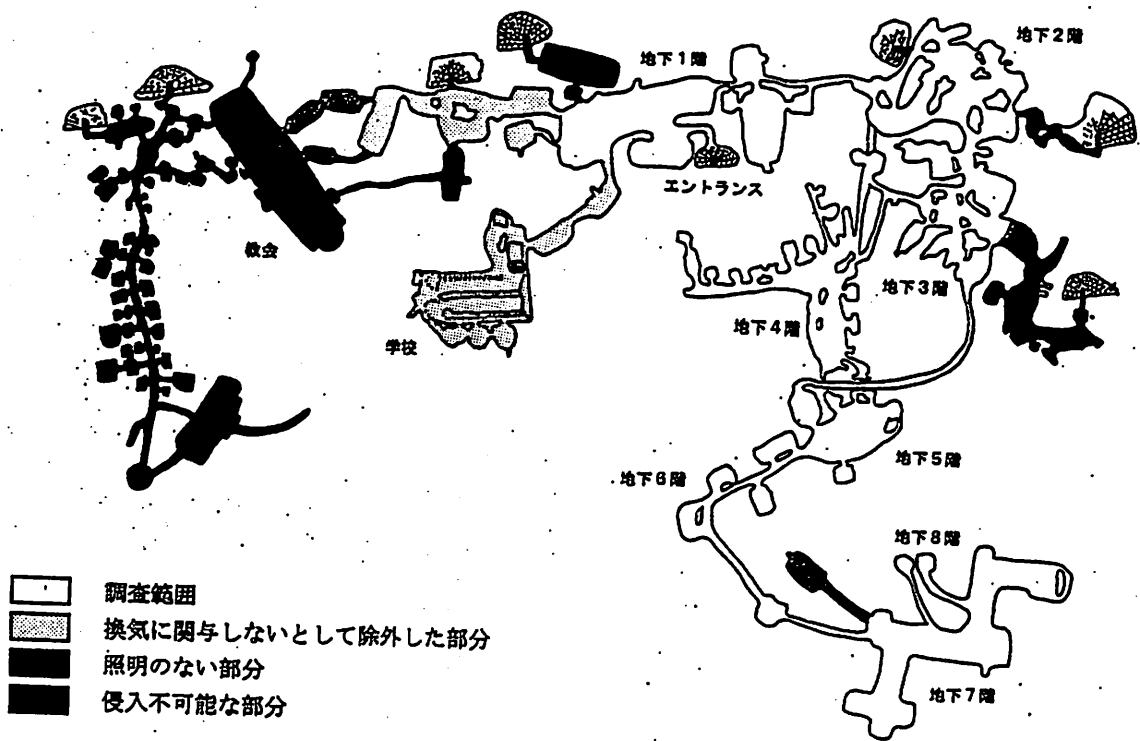 地下1階
地下2階
エントランス
教会
地下3階
地下4階
学校
地下5階
地下6階
地下8階
地下7階
調査範囲
換気に関与しないとして除外した部分
照明のない部分
侵入不可能な部分